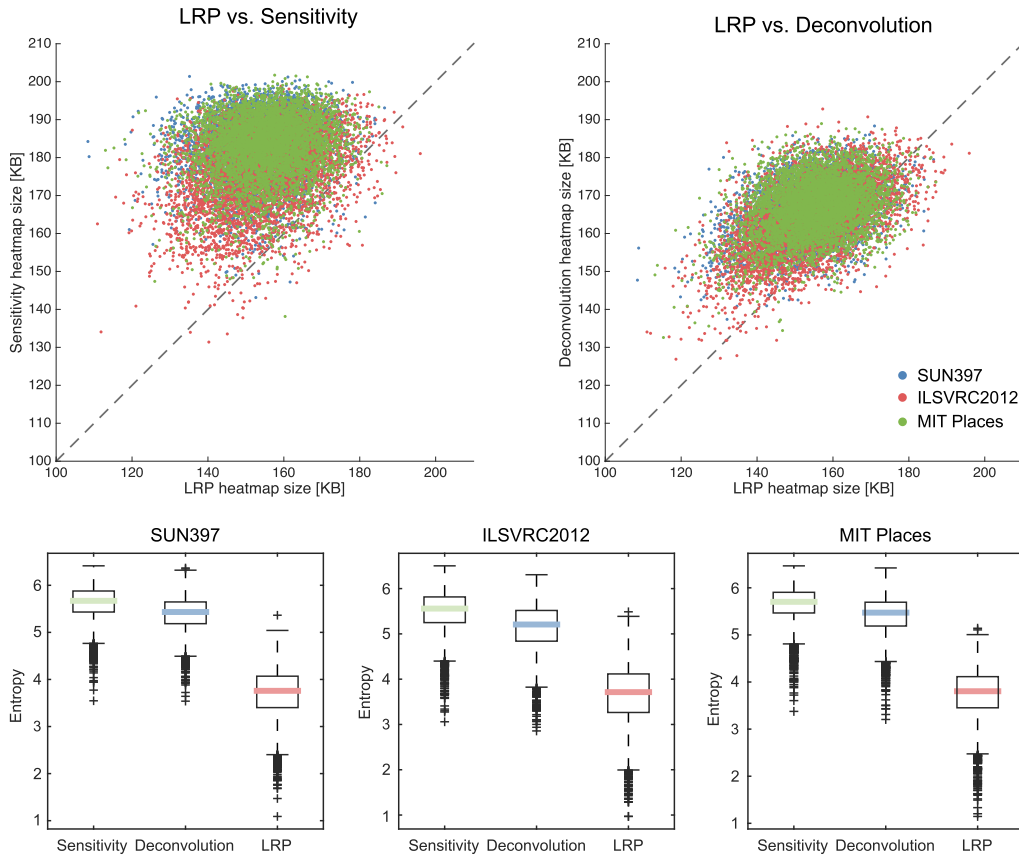 LRP vs. Sensitivity
210
200
190
180
170
160
150
140
130
120
110
100
Sensitivity heatmap size [KB]
100 120 140 160 180 200
LRP heatmap size [KB]
LRP vs. Deconvolution
210
200
190
180
170
160
150
140
130
120
110
100
Deconvolution heatmap size [KB]
SUN397
ILSVRC2012
MIT Places
100 120 140 160 180 200
LRP heatmap size [KB]
SUN397
6
5
4
3
2
1
Entropy
Sensitivity Deconvolution LRP
ILSVRC2012
6
5
4
3
2
1
Entropy
Sensitivity Deconvolution LRP
MIT Places
6
5
4
3
2
1
Entropy
Sensitivity Deconvolution LRP